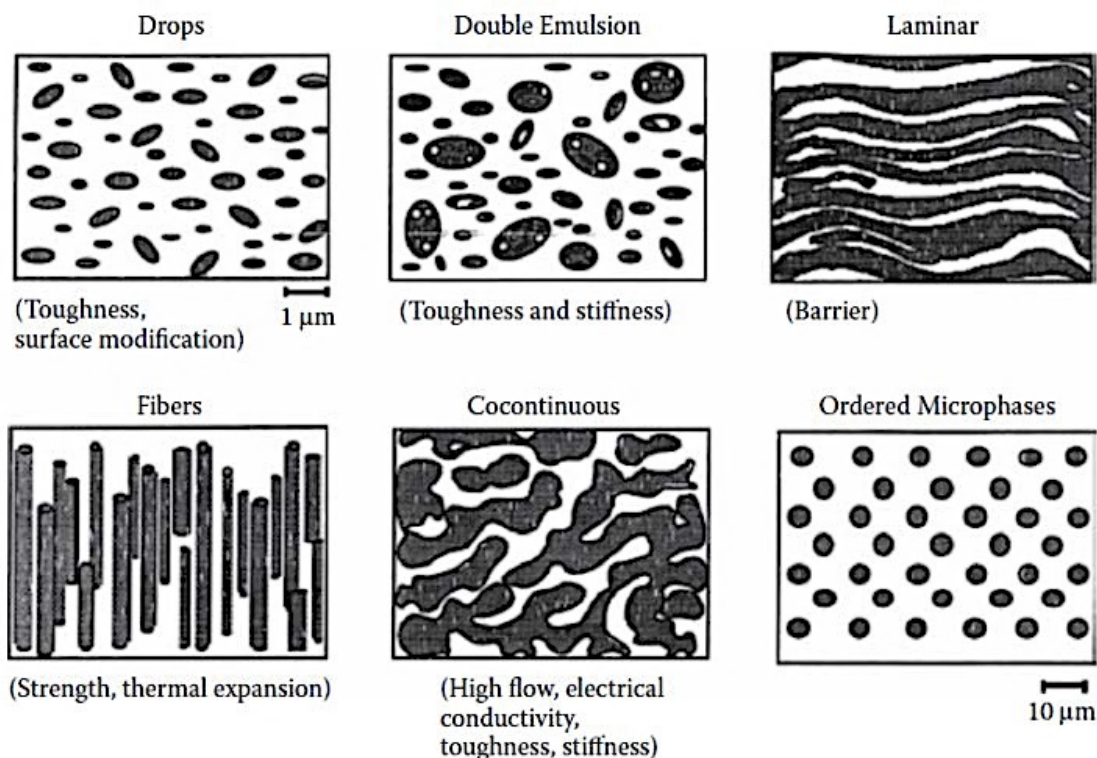 Drops
Double Emulsion
Laminar
(Toughness,
surface modification)
1 μm
(Toughness and stiffness)
(Barrier)
Fibers
Cocontinuous
Ordered Microphases
(Strength, thermal expansion)
(High flow, electrical
conductivity,
toughness, stiffness)
10 μm